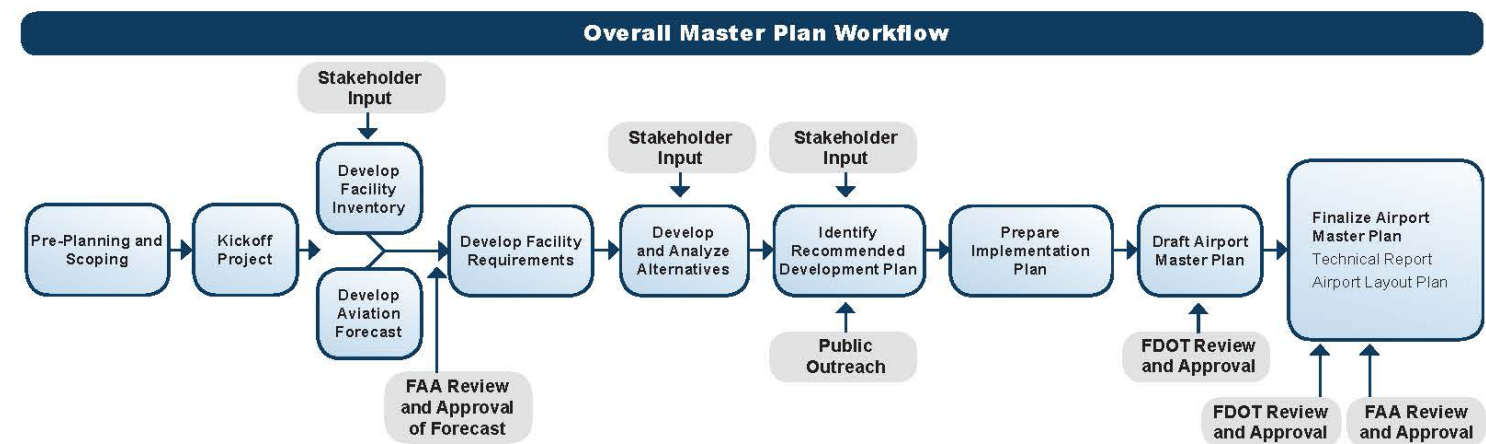 Overall Master Plan Workflow
Stakeholder
Input
Develop
Facility
Inventory
Pre-Planning and
Scoping
Kickoff
Project
Develop
Aviation
Forecast
FAA Review
and Approval
of Forecast
Develop Facility
Requirements
Stakeholder
Input
Develop
and Analyze
Alternatives
Stakeholder
Input
Identify
Recommended
Development Plan
Public
Outreach
Prepare
Implementation
Plan
Draft Airport
Master Plan
FDOT Review
and Approval
Finalize Airport
Master Plan
Technical Report
Airport Layout Plan
FDOT Review
and Approval
FAA Review
and Approval